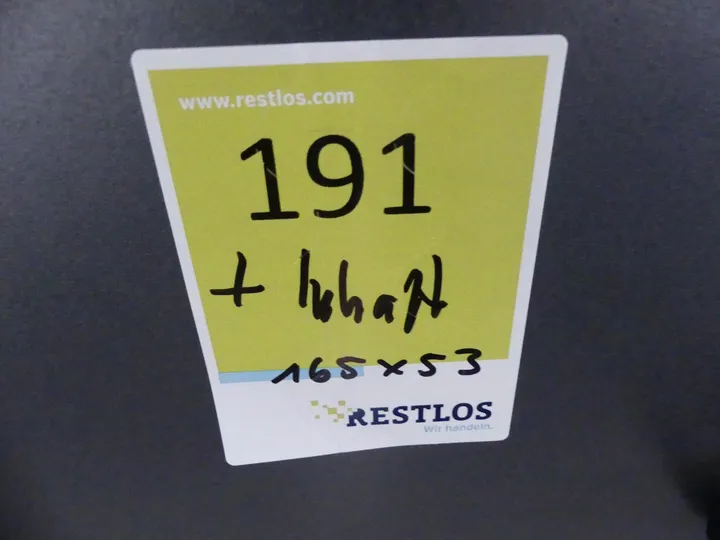 www.restlos.com
191
+ Inhalt
165 x 53
RESTLOS
Wir handeln.